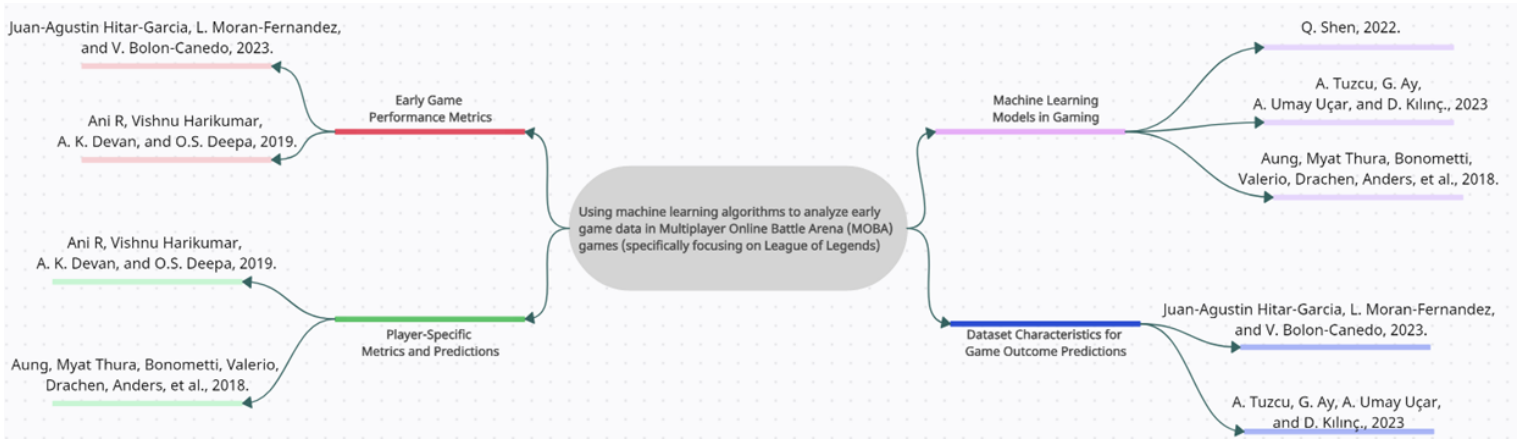 Juan-Agustin Hitar-Garcia, L. Moran-Fernandez,
and V. Bolon-Canedo, 2023.
Early Game
Performance Metrics
Ani R, Vishnu Harikumar,
A. K. Devan, and O.S. Deepa, 2019.
Ani R, Vishnu Harikumar,
A. K. Devan, and O.S. Deepa, 2019.
Player-Specific
Metrics and Predictions
Aung, Myat Thura, Bonometti, Valerio,
Drachen, Anders, et al., 2018.
Using machine learning algorithms to analyze early
game data in Multiplayer Online Battle Arena (MOBA)
games (specifically focusing on League of Legends)
Q. Shen, 2022.
Machine Learning
Models in Gaming
A. Tuzcu, G. Ay,
A. Umay Uçar, and D. Kılınç., 2023
Aung, Myat Thura, Bonometti,
Valerio, Drachen, Anders, et al., 2018.
Juan-Agustin Hitar-Garcia, L. Moran-Fernandez,
and V. Bolon-Canedo, 2023.
Dataset Characteristics for
Game Outcome Predictions
A. Tuzcu, G. Ay, A. Umay Uçar,
and D. Kılınç., 2023